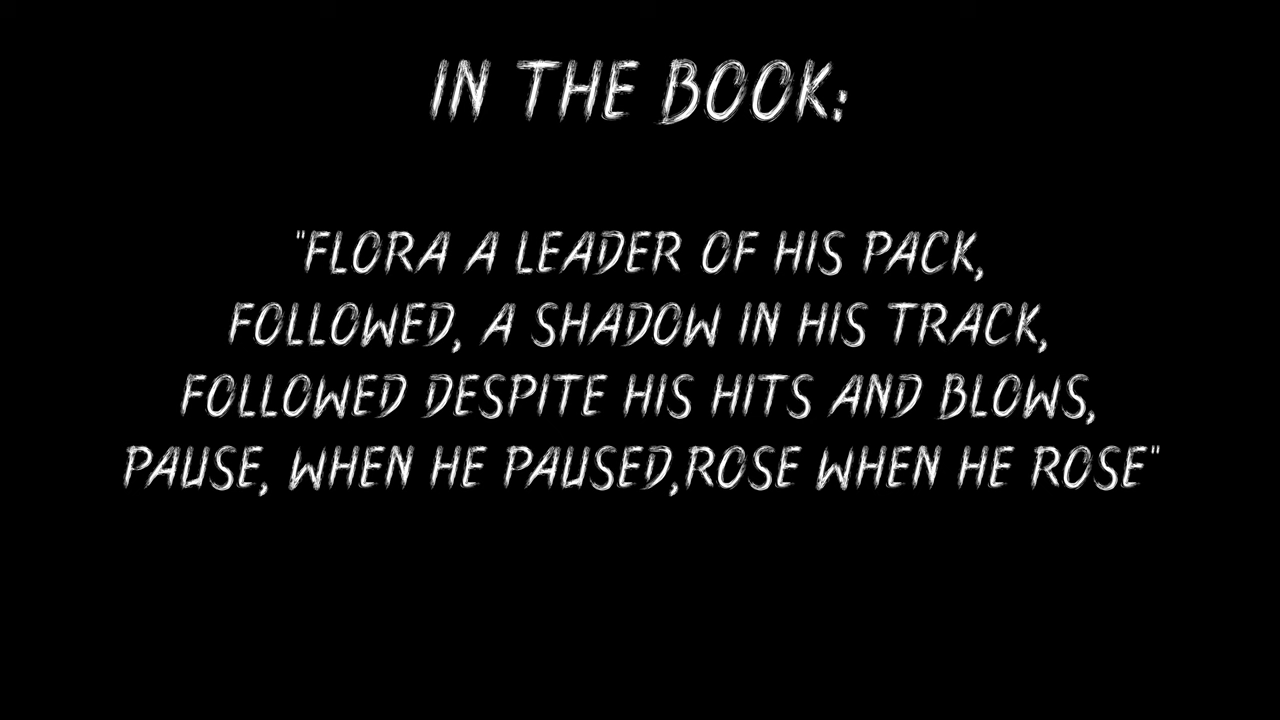 IN THE BOOK:
"FLORA A LEADER OF HIS PACK,
FOLLOWED, A SHADOW IN HIS TRACK,
FOLLOWED DESPITE HIS HITS AND BLOWS,
PAUSE, WHEN HE PAUSED,ROSE WHEN HE ROSE"